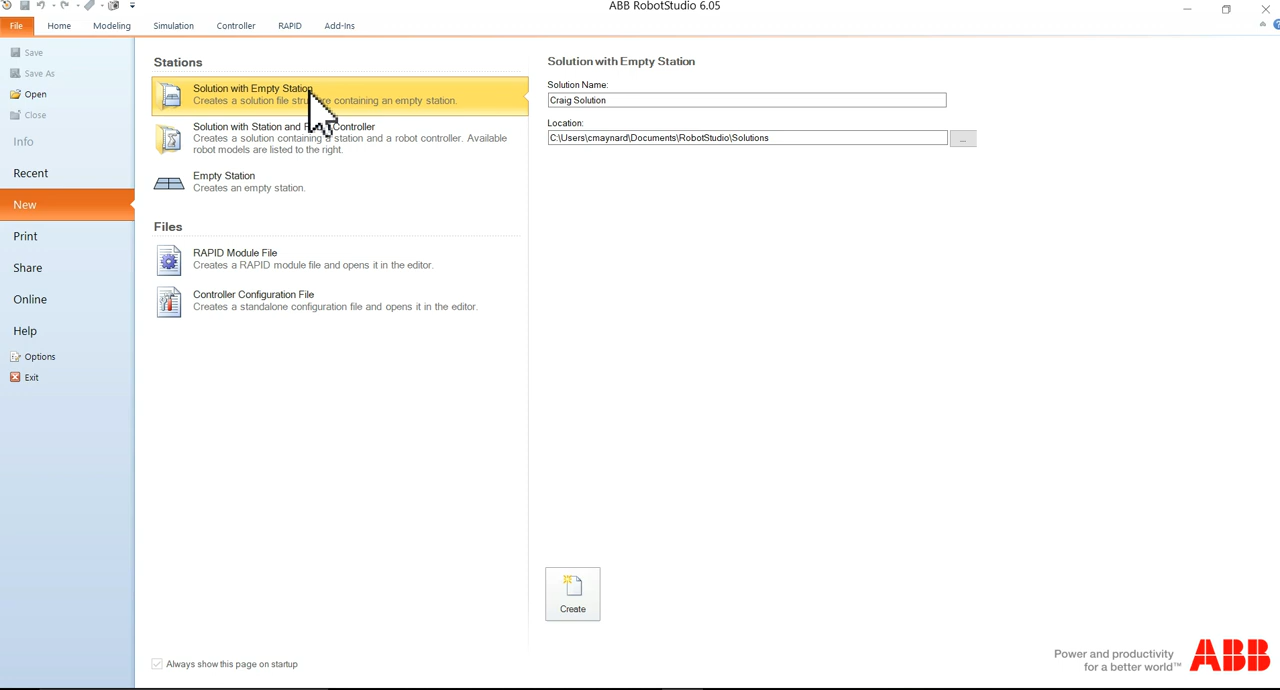 ABB RobotStudio 6.05
File Home Modeling Simulation Controller RAPID Add-Ins
Save
Save As
Open
Close
Info
Recent
New
Print
Share
Online
Help
Options
Exit
Stations
Solution with Empty Station
Creates a solution file containing an empty station.
Solution with Station and Controller
Creates a solution containing a station and a robot controller. Available
robot models are listed to the right.
Empty Station
Creates an empty station.
Files
RAPID Module File
Creates a RAPID module file and opens it in the editor.
Controller Configuration File
Creates a standalone configuration file and opens it in the editor.
Always show this page on startup
Solution with Empty Station
Solution Name:
Craig Solution
Location:
C:\Users\cmaynard\Documents\RobotStudio\Solutions
...
Create
Power and productivity
for a better world™
ABB